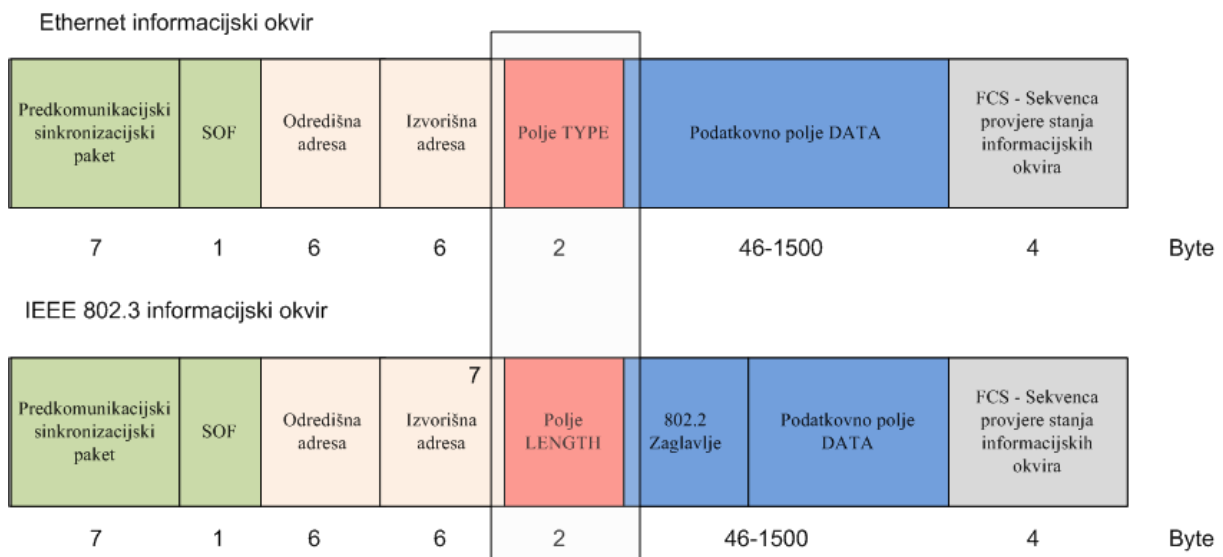 Ethernet informacijski okvir
Predkomunikacijski
sinkronizacijski
paket
SOF
Odredišna
adresa
Izvorišna
adresa
Polje TYPE
Podatkovno polje DATA
FCS - Sekvenca
provjere stanja
informacijskih
okvira
7 1 6 6 2 46-1500 4 Byte
IEEE 802.3 informacijski okvir
Predkomunikacijski
sinkronizacijski
paket
SOF
Odredišna
adresa
7
Izvorišna
adresa
Polje
LENGTH
802.2
Zaglavlje
Podatkovno polje
DATA
FCS - Sekvenca
provjere stanja
informacijskih
okvira
7 1 6 6 2 46-1500 4 Byte